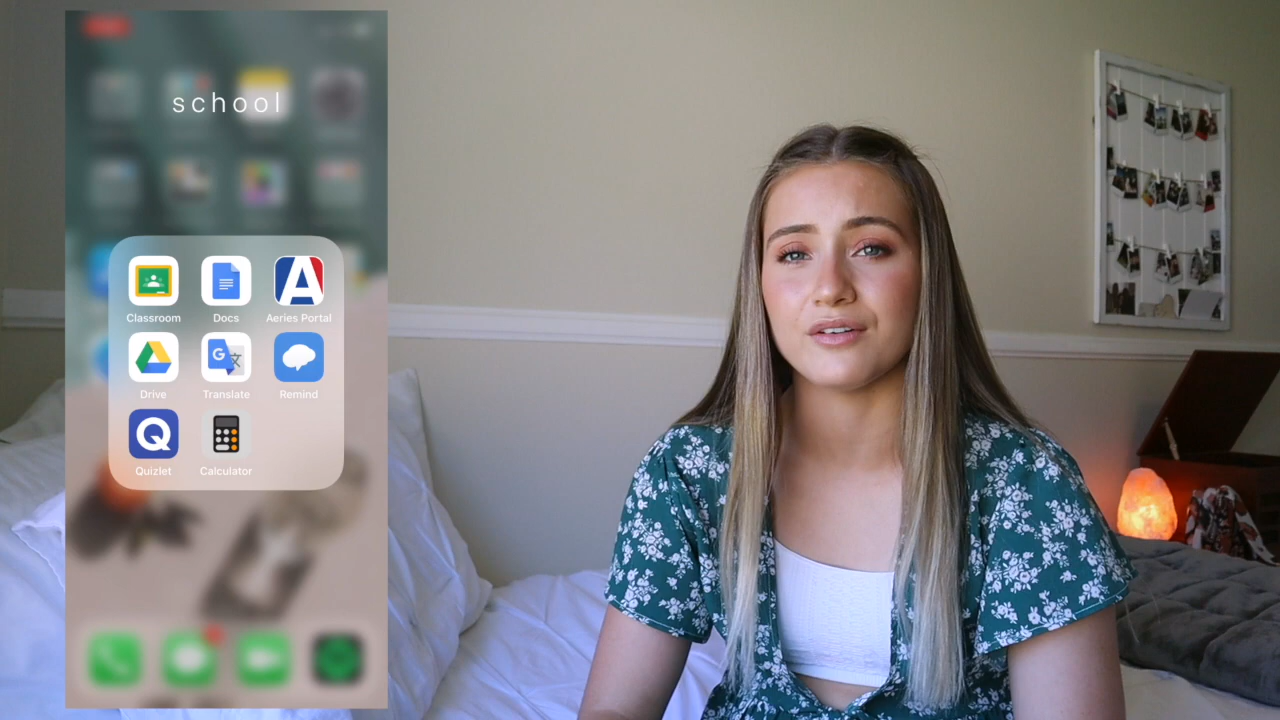 school
Classroom Docs Aeries Portal
Drive Translate Remind
Quizlet Calculator